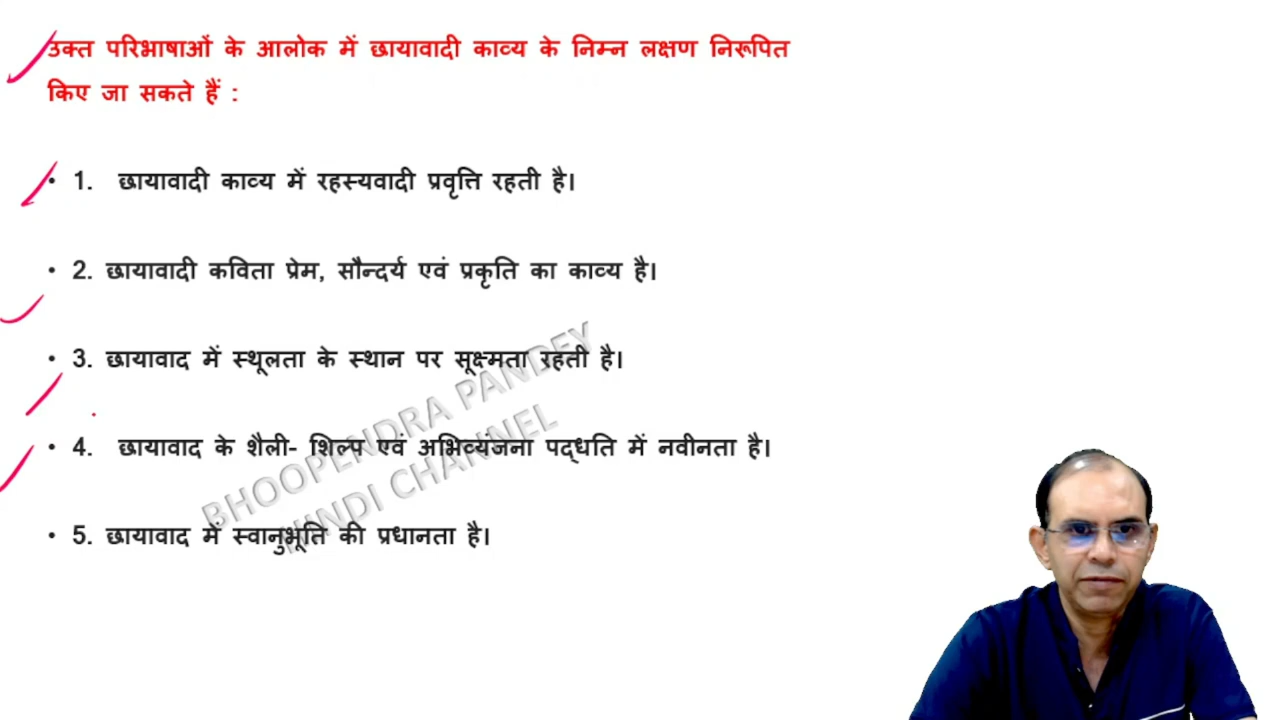 उक्त परिभाषाओं के आलोक में छायावादी काव्य के निम्न लक्षण निरूपित
किए जा सकते हैं :
• 1. छायावादी काव्य में रहस्यवादी प्रवृत्ति रहती है।
• 2. छायावादी कविता प्रेम, सौन्दर्य एवं प्रकृति का काव्य है।
• 3. छायावाद में स्थूलता के स्थान पर सूक्ष्मता रहती है।
• 4. छायावाद के शैली- शिल्प एवं अभिव्यंजना पद्धति में नवीनता है।
• 5. छायावाद में स्वानुभूति की प्रधानता है।
BHOOPENDRA PANDEY
HINDI CHANNEL